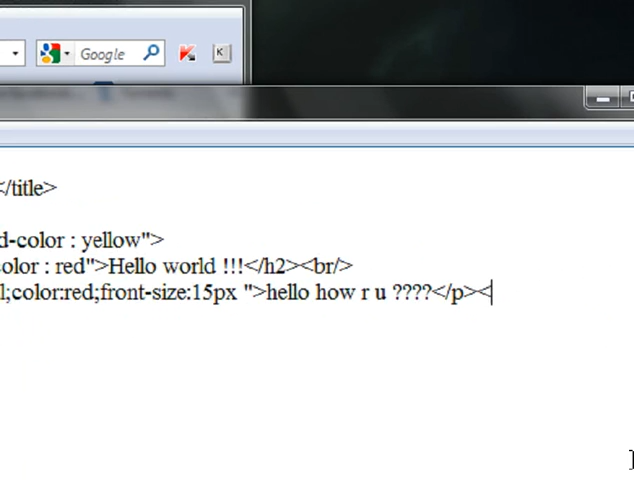 Google
K
</title>
d-color : yellow">
color : red">Hello world !!!</h2><br/>
l;color:red;front-size:15px ">hello how r u ????</p><